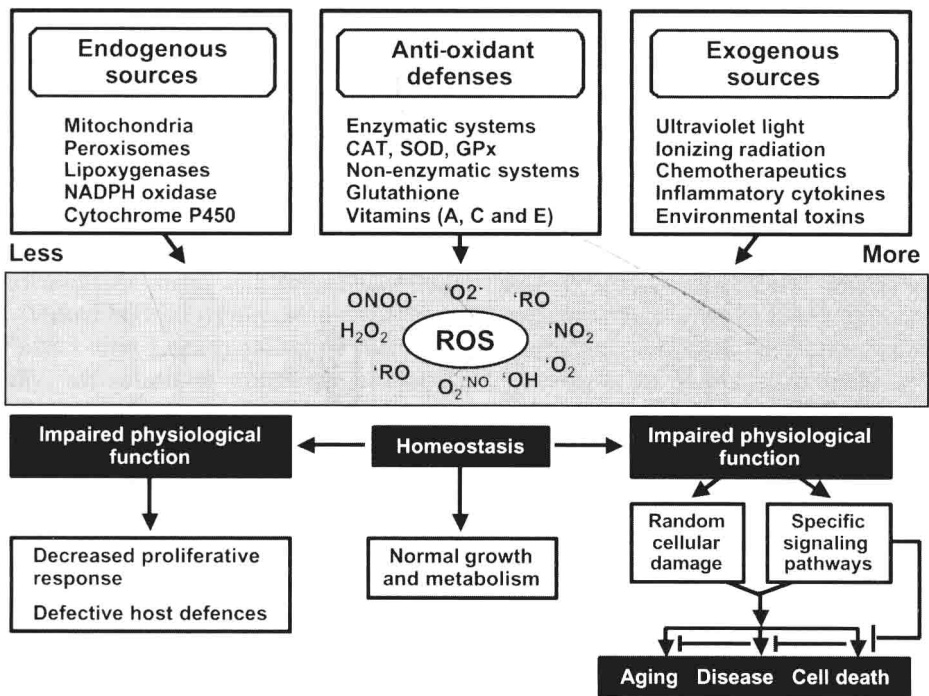 Endogenous
sources
Mitochondria
Peroxisomes
Lipoxygenases
NADPH oxidase
Cytochrome P450
Anti-oxidant
defenses
Enzymatic systems
CAT, SOD, GPx
Non-enzymatic systems
Glutathione
Vitamins (A, C and E)
Exogenous
sources
Ultraviolet light
Ionizing radiation
Chemotherapeutics
Inflammatory cytokines
Environmental toxins
Less
More
ONOO⁻ ‘O2⁻ ‘RO
H₂O₂ ROS ‘NO₂
‘RO O₂ ‘NO ‘OH ‘O₂
Impaired physiological
function
Homeostasis
Impaired physiological
function
Decreased proliferative
response
Defective host defences
Normal growth
and metabolism
Random
cellular
damage
Specific
signaling
pathways
Aging Disease Cell death